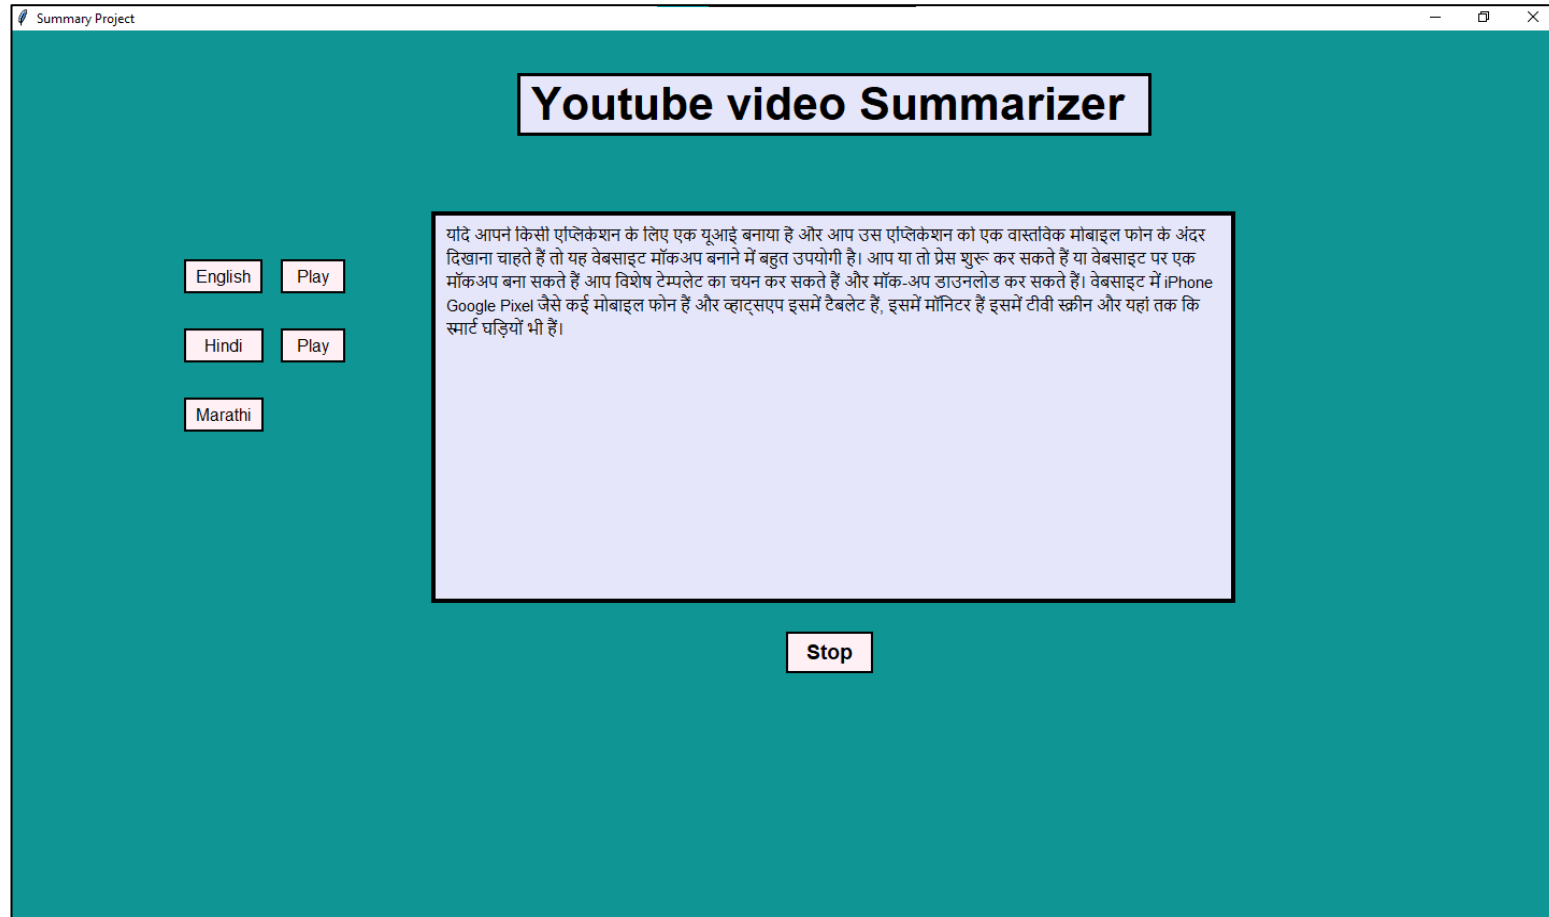 Summary Project
Youtube video Summarizer
English
Play
Hindi
Play
Marathi
यदि आपने किसी एप्लिकेशन के लिए एक यूआई बनाया है और आप उस एप्लिकेशन को एक वास्तविक मोबाइल फोन के अंदर
दिखाना चाहते हैं तो यह वेबसाइट मॉकअप बनाने में बहुत उपयोगी है। आप या तो प्रेस शुरू कर सकते हैं या वेबसाइट पर एक
मॉकअप बना सकते हैं आप विशेष टेम्पलेट का चयन कर सकते हैं और मॉक-अप डाउनलोड कर सकते हैं। वेबसाइट में iPhone
Google Pixel जैसे कई मोबाइल फोन हैं और व्हाट्सएप इसमें टैबलेट हैं, इसमें मॉनिटर हैं इसमें टीवी स्क्रीन और यहां तक कि
स्मार्ट घड़ियों भी हैं।
Stop